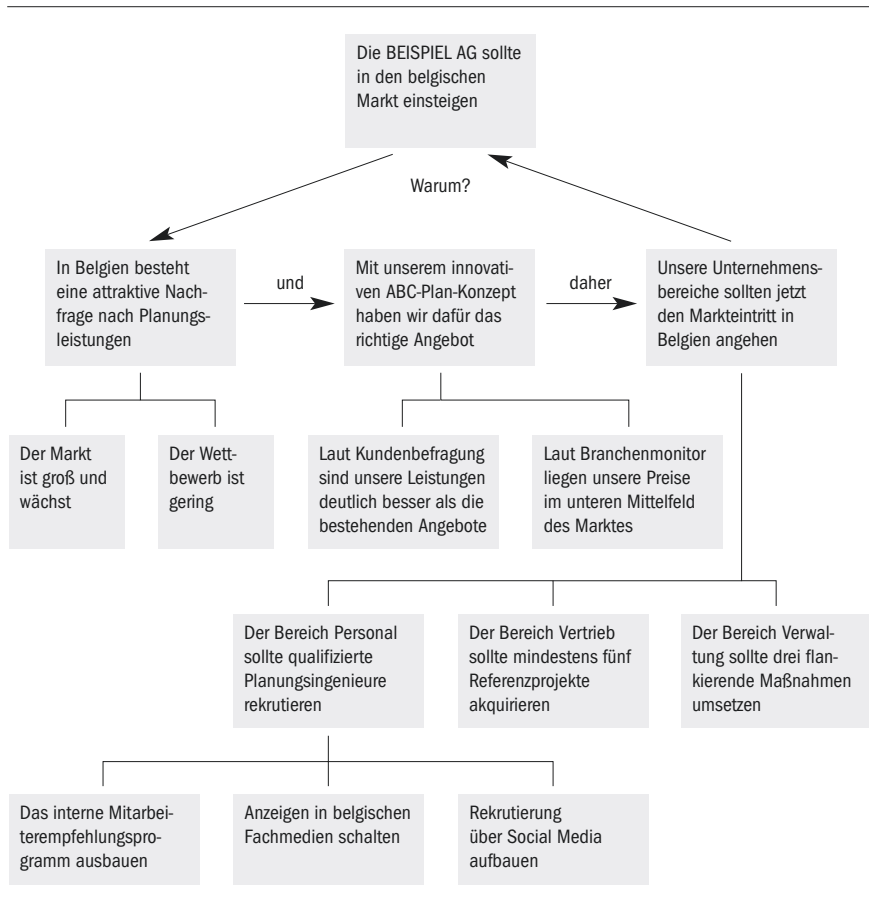 Die BEISPIEL AG sollte
in den belgischen
Markt einsteigen
Warum?
In Belgien besteht
eine attraktive Nach-
frage nach Planungs-
leistungen
und
Mit unserem innovati-
ven ABC-Plan-Konzept
haben wir dafür das
richtige Angebot
daher
Unsere Unternehmens-
bereiche sollten jetzt
den Markteintritt in
Belgien angehen
Der Markt
ist groß und
wächst
Der Wett-
bewerb ist
gering
Laut Kundenbefragung
sind unsere Leistungen
deutlich besser als die
bestehenden Angebote
Laut Branchenmonitor
liegen unsere Preise
im unteren Mittelfeld
des Marktes
Der Bereich Personal
sollte qualifizierte
Planungsingenieure
rekrutieren
Der Bereich Vertrieb
sollte mindestens fünf
Referenzprojekte
akquirieren
Der Bereich Verwal-
tung sollte drei flan-
kierende Maßnahmen
umsetzen
Das interne Mitarbei-
terempfehlungspro-
gramm ausbauen
Anzeigen in belgischen
Fachmedien schalten
Rekrutierung
über Social Media
aufbauen